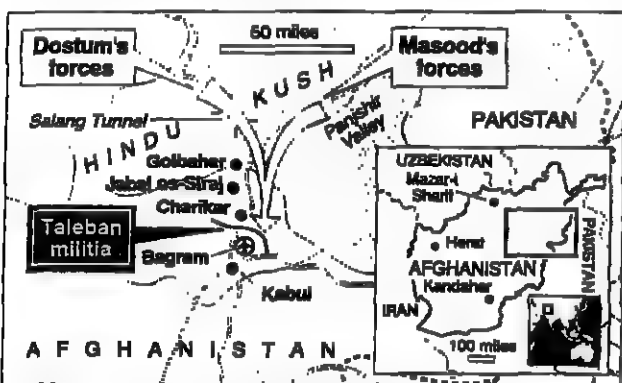 Dostum's
forces
50 miles
Masood's
forces
Salang Tunnel
HINDU
KUSH
Panjshir
Valley
PAKISTAN
Golbahar
Jabal os-Siraj
Charikar
Taleban
militia
Bagram
Kabul
AFGHANISTAN
UZBEKISTAN
Mazar-i
Sharif
PAKISTAN
Herat
AFGHANISTAN
Kandahar
IRAN
100 miles